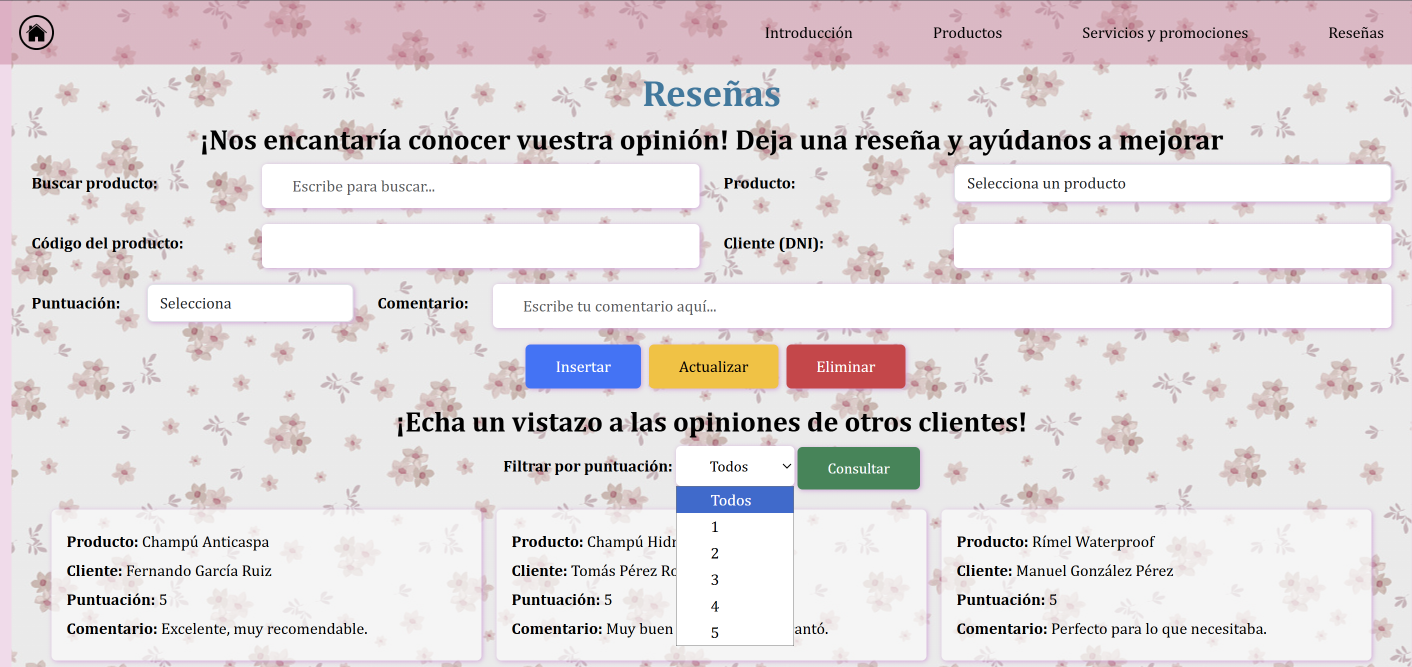 Introducción
Productos
Servicios y promociones
Reseñas
Reseñas
¡Nos encantaría conocer vuestra opinión! Deja una reseña y ayúdanos a mejorar
Buscar producto:
Escribe para buscar...
Producto:
Selecciona un producto
Código del producto:
Cliente (DNI):
Puntuación:
Selecciona
Comentario:
Escribe tu comentario aquí...
Insertar
Actualizar
Eliminar
¡Echa un vistazo a las opiniones de otros clientes!
Filtrar por puntuación:
Todos
Consultar
Todos
1
2
3
4
5
Producto: Champú Anticaspa
Cliente: Fernando García Ruiz
Puntuación: 5
Comentario: Excelente, muy recomendable.
Producto: Champú
Cliente: Tomás Pérez
Puntuación: 5
Comentario: Muy buen
Producto: Rímel Waterproof
Cliente: Manuel González Pérez
Puntuación: 5
Comentario: Perfecto para lo que necesitaba.